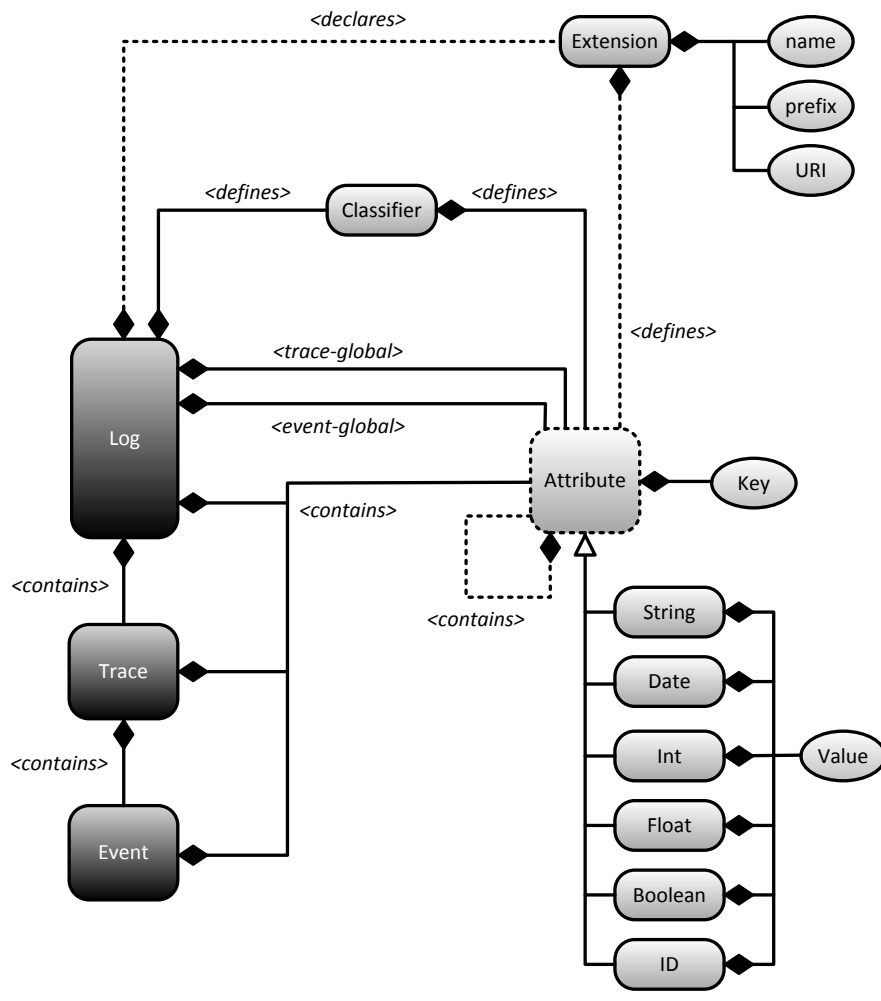 <declares>
Extension
name
prefix
URI
<defines>
Classifier
<defines>
<trace-global>
<defines>
<event-global>
Log
Attribute
Key
<contains>
<contains>
<contains>
String
Trace
Date
<contains>
Int
Value
Float
Event
Boolean
ID